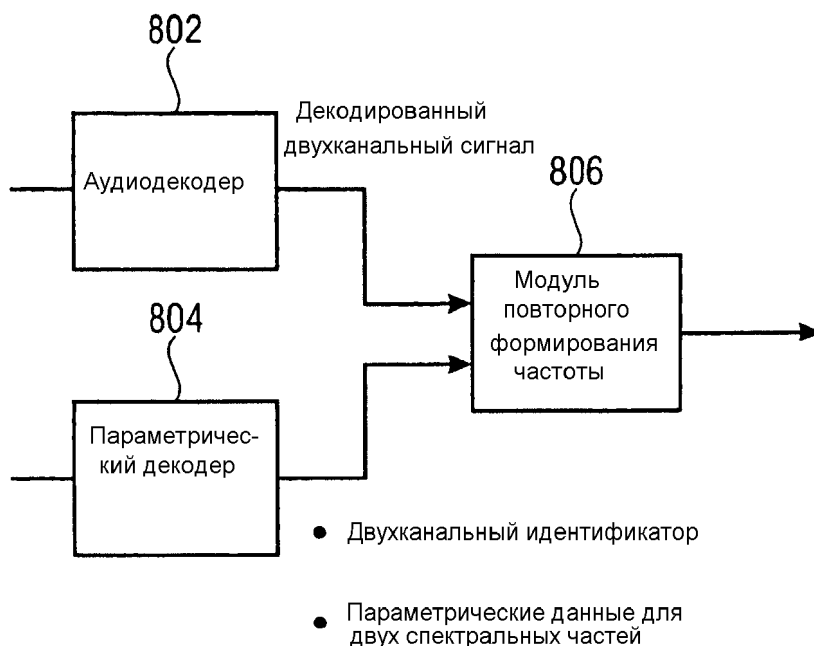 802
Декодированный
двухканальный сигнал
Аудиодекодер
806
Модуль
повторного
формирования
частоты
804
Параметричес-
кий декодер
● Двухканальный идентификатор
● Параметрические данные для
двух спектральных частей